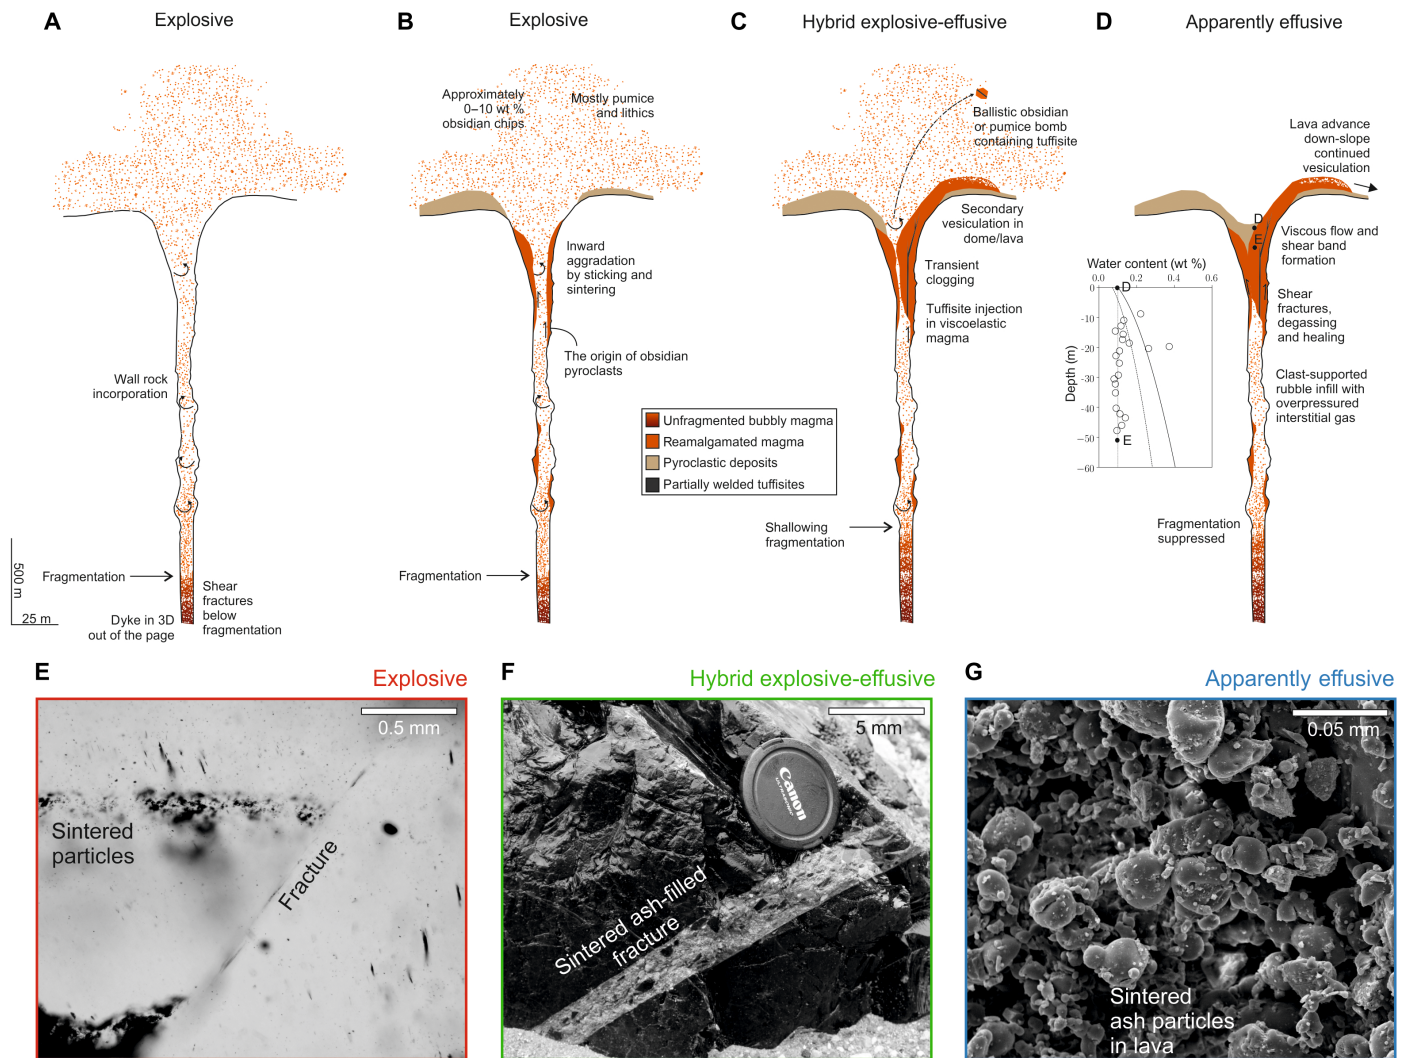 A
Explosive
B
Explosive
C
Hybrid explosive-effusive
D
Apparently effusive
Wall rock
incorporation
Fragmentation
Shear
fractures
below
fragmentation
Dyke in 3D
out of the page
500 m
25 m
Approximately
0–10 wt %
obsidian chips
Mostly pumice
and lithics
Inward
aggradation
by sticking and
sintering
The origin of obsidian
pyroclasts
Fragmentation
Unfragmented bubbly magma
Reamalgamated magma
Pyroclastic deposits
Partially welded tuffisites
Ballistic obsidian
or pumice bomb
containing tuffisite
Secondary
vesiculation in
dome/lava
Transient
clogging
Tuffisite injection
in viscoelastic
magma
Shallowing
fragmentation
Lava advance
down-slope
continued
vesiculation
D
E
Viscous flow and
shear band
formation
Shear
fractures,
degassing
and healing
Clast-supported
rubble infill with
overpressured
interstitial gas
Fragmentation
suppressed
Water content (wt %)
0.0 0.2 0.4 0.6
Depth (m)
0
-10
-20
-30
-40
-50
-60
D
E
E
Explosive
0.5 mm
Sintered
particles
Fracture
F
Hybrid explosive-effusive
5 mm
Canon
ULTRASONIC
Sintered ash-filled
fracture
G
Apparently effusive
0.05 mm
Sintered
ash particles
in lava